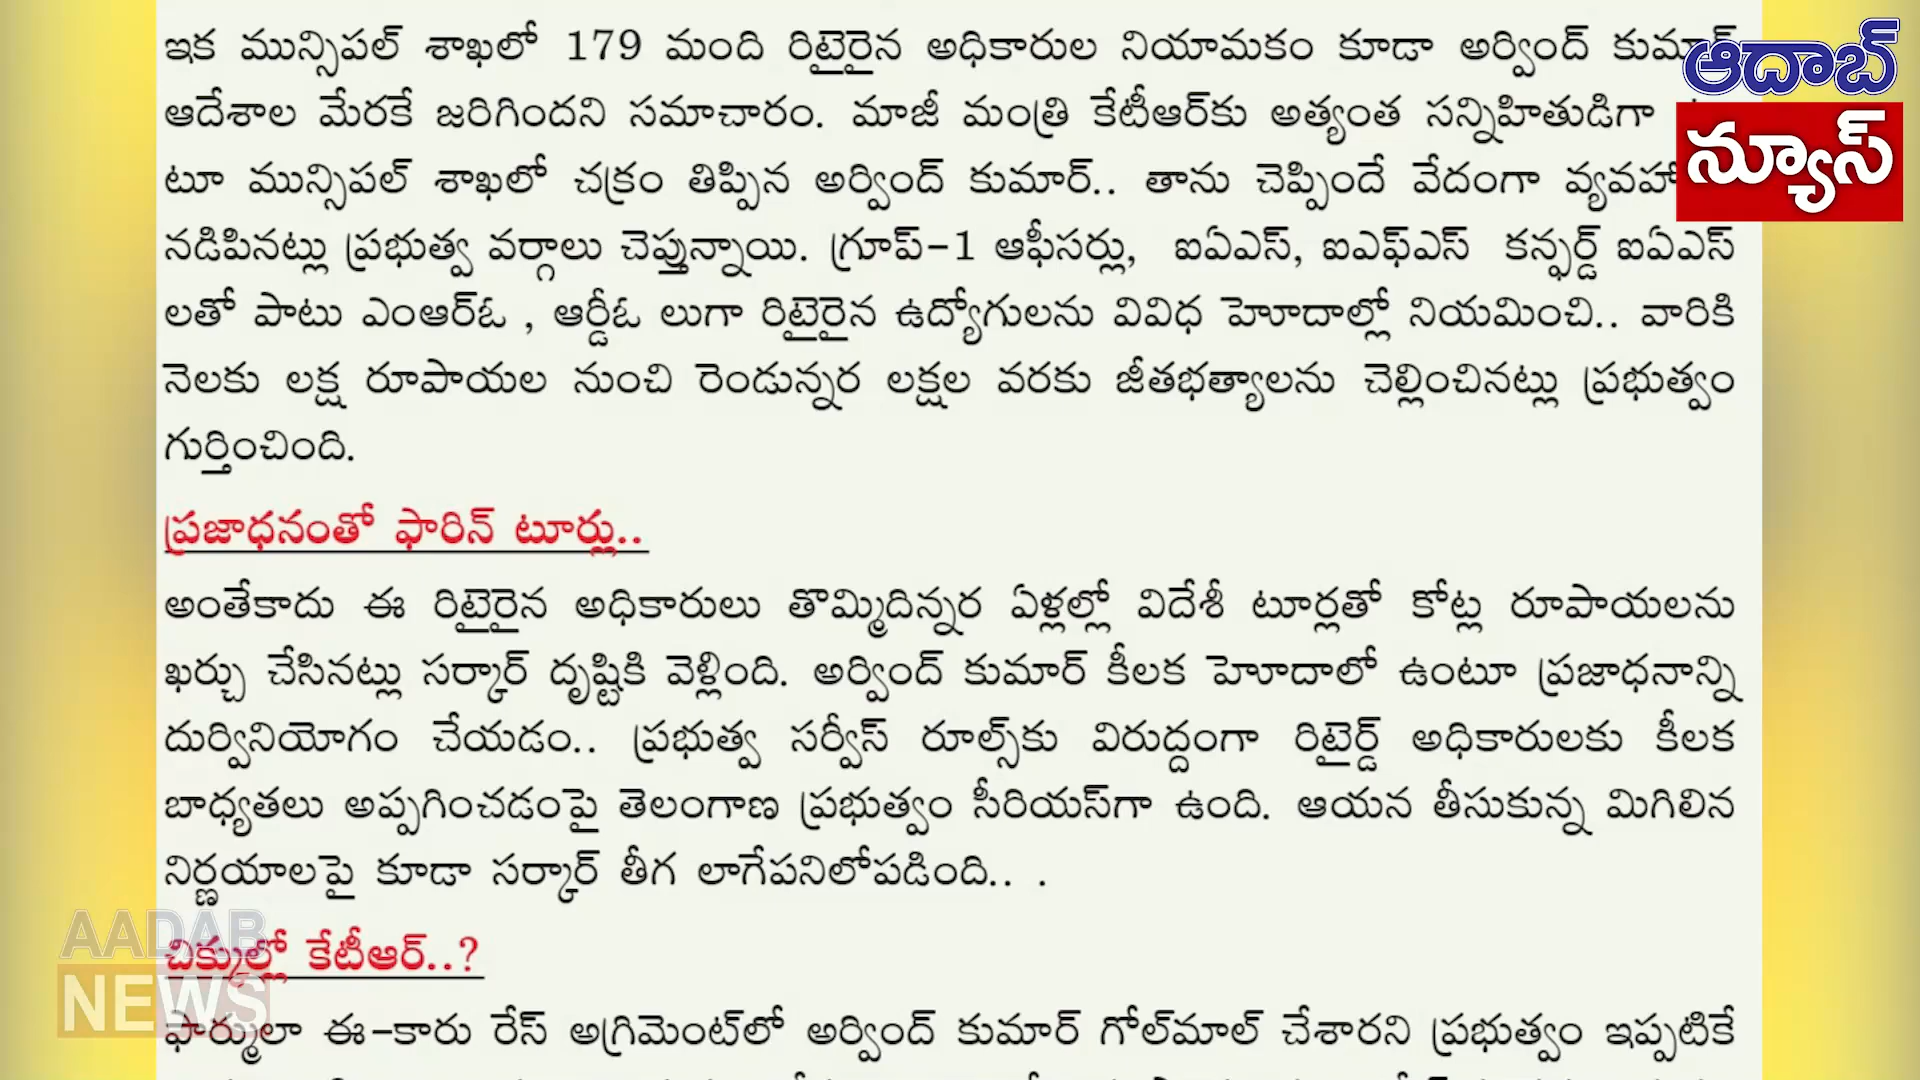 ఇక మున్సిపల్ శాఖలో 179 మంది రిటైరైన అధికారుల నియామకం కూడా అర్వింద్ కుమార్
ఆదేశాల మేరకే జరిగిందని సమాచారం. మాజీ మంత్రి కేటీఆర్‌కు అత్యంత సన్నిహితుడిగా
టూ మున్సిపల్ శాఖలో చక్రం తిప్పిన అర్వింద్ కుమార్.. తాను చెప్పిందే వేదంగా
నడిపినట్లు ప్రభుత్వ వర్గాలు చెప్తున్నాయి. గ్రూప్-1 ఆఫీసర్లు, ఐఏఎస్, ఐఎఫ్ఎస్ కన్ఫర్డ్ ఐఏఎస్
లతో పాటు ఎంఆర్ఓ , ఆర్డీఓ లుగా రిటైరైన ఉద్యోగులను వివిధ హెూదాల్లో నియమించి.. వారికి
నెలకు లక్ష రూపాయల నుంచి రెండున్నర లక్షల వరకు జీతభత్యాలను చెల్లించినట్లు ప్రభుత్వం
గుర్తించింది.
ప్రజాధనంతో ఫారిన్ టూర్లు..
అంతేకాదు ఈ రిటైరైన అధికారులు తొమ్మిదిన్నర ఏళ్లల్లో విదేశీ టూర్లతో కోట్ల రూపాయలను
ఖర్చు చేసినట్లు సర్కార్ దృష్టికి వెళ్లింది. అర్వింద్ కుమార్ కీలక హెూదాలో ఉంటూ ప్రజాధనాన్ని
దుర్వినియోగం చేయడం.. ప్రభుత్వ సర్వీస్ రూల్స్‌కు విరుద్దంగా రిటైర్డ్ అధికారులకు కీలక
బాధ్యతలు అప్పగించడంపై తెలంగాణ ప్రభుత్వం సీరియస్‌గా ఉంది. ఆయన తీసుకున్న మిగిలిన
నిర్ణయాలపై కూడా సర్కార్ తీగ లాగేపనిలోపడింది.. .
చిక్కుల్లో కేటీఆర్..?
ఫార్ములా ఈ-కారు రేస్ అగ్రిమెంట్‌లో అర్వింద్ కుమార్ గోల్‌మాల్ చేశారని ప్రభుత్వం ఇప్పటికే
ఆదాబ్
న్యూస్
AADAB
NEWS